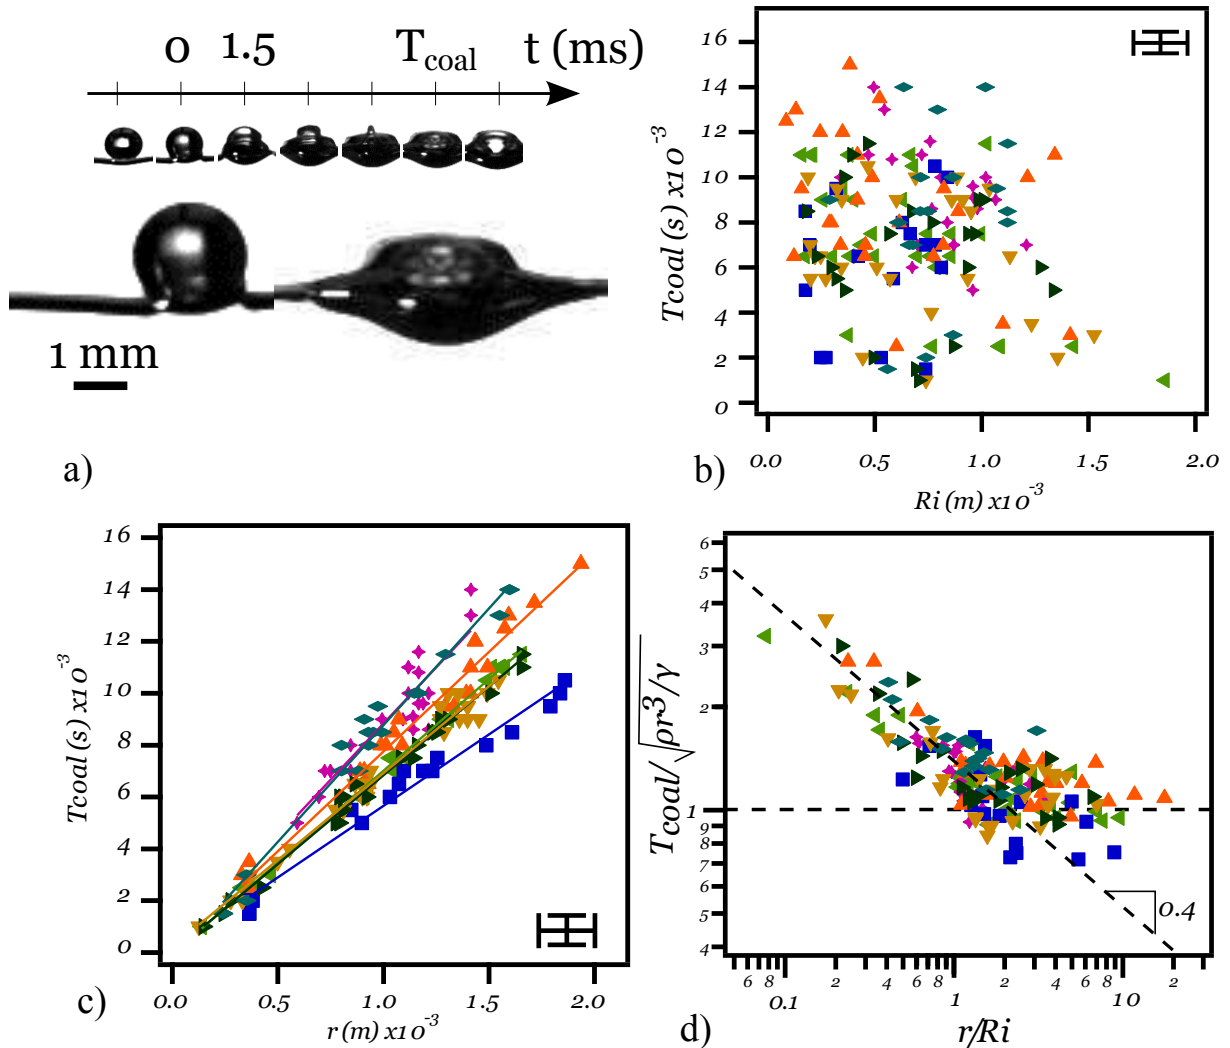 0 1.5 T_coal t (ms)
1 mm
a)
16
14
12
10
8
6
4
2
0
Tcoal (s) x10^-3
0.0 0.5 1.0 1.5 2.0
Ri (m) x10^-3
b)
16
14
12
10
8
6
4
2
0
Tcoal (s) x10^-3
0.0 0.5 1.0 1.5 2.0
r (m) x10^-3
c)
6
5
4
3
2
1
9
8
7
6
5
4
Tcoal/√ρr^3/γ
0.4
6 8 0.1 2 4 6 8 1 2 4 6 8 10 2
r/Ri
d)